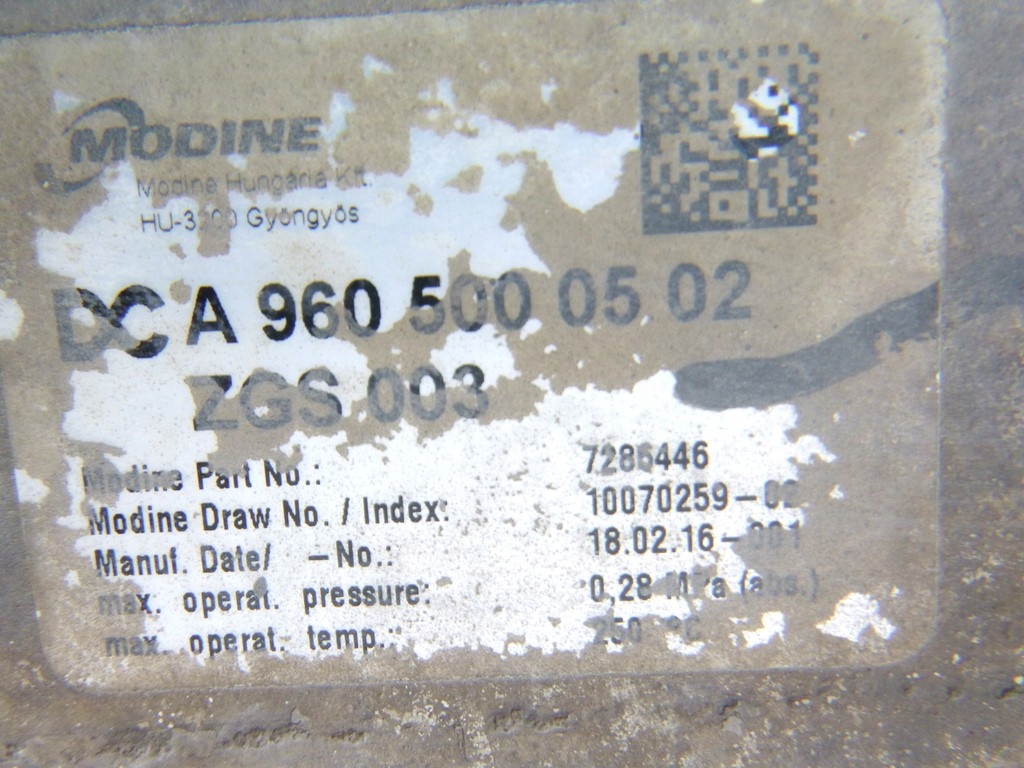 MODINE
Modine Hungária Kft.
HU-3200 Gyöngyös
DC A 960 500 05 02
ZGS 003
Modine Part No.: 7286446
Modine Draw No. / Index: 10070259-02
Manuf. Date/ -No.: 18.02.16-001
max. operat. pressure: 0,28 MPa (abs.)
max. operat. temp.: 250 °C